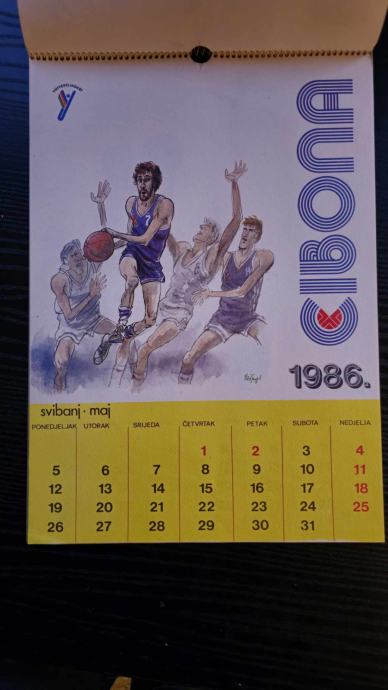 CIBONA
1986.
7
svibanj · maj
PONEDJELJAK UTORAK SRIJEDA ČETVRTAK PETAK SUBOTA NEDJELJA
1 2 3 4
5 6 7 8 9 10 11
12 13 14 15 16 17 18
19 20 21 22 23 24 25
26 27 28 29 30 31